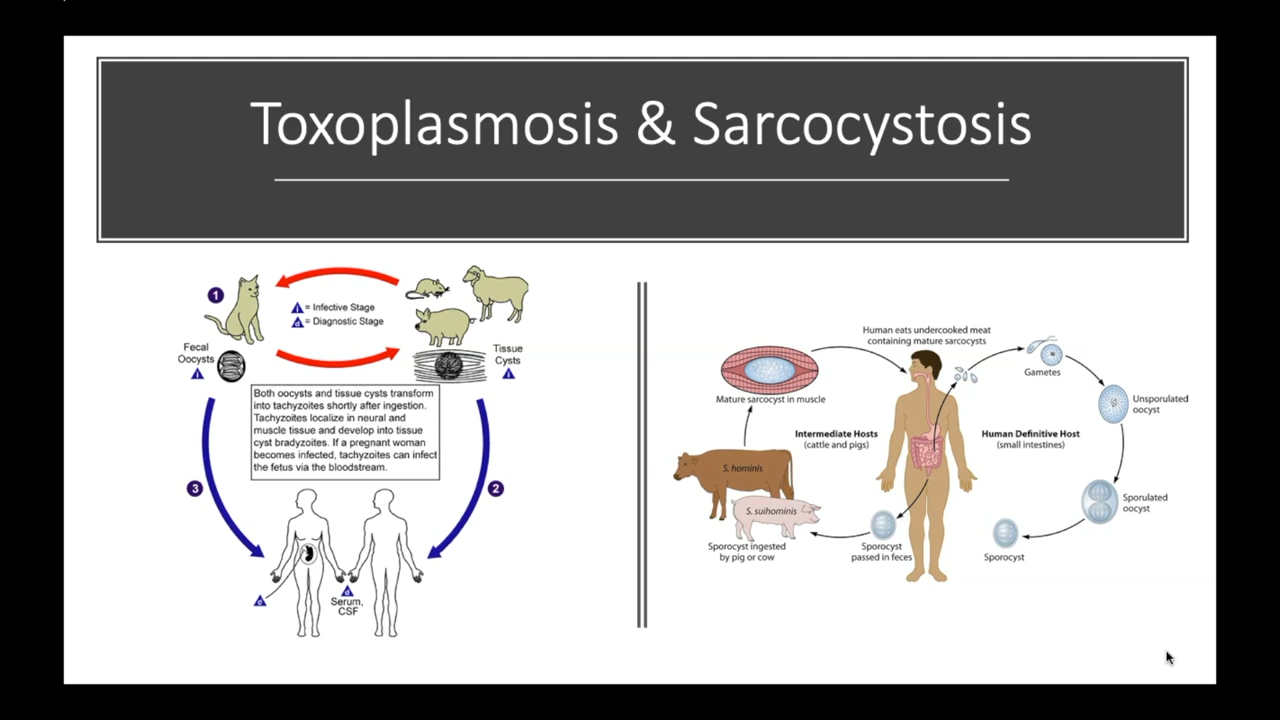 Toxoplasmosis & Sarcocystosis
1
i = Infective Stage
d = Diagnostic Stage
Fecal
Oocysts
i
Tissue
Cysts
i
Both oocysts and tissue cysts transform
into tachyzoites shortly after ingestion.
Tachyzoites localize in neural and
muscle tissue and develop into tissue
cyst bradyzoites. If a pregnant woman
becomes infected, tachyzoites can infect
the fetus via the bloodstream.
3
2
d
d
Serum,
CSF
Human eats undercooked meat
containing mature sarcocysts
Gametes
Mature sarcocyst in muscle
Unsporulated
oocyst
Intermediate Hosts
(cattle and pigs)
Human Definitive Host
(small intestines)
S. hominis
S. suihominis
Sporulated
oocyst
Sporocyst ingested
by pig or cow
Sporocyst
passed in feces
Sporocyst